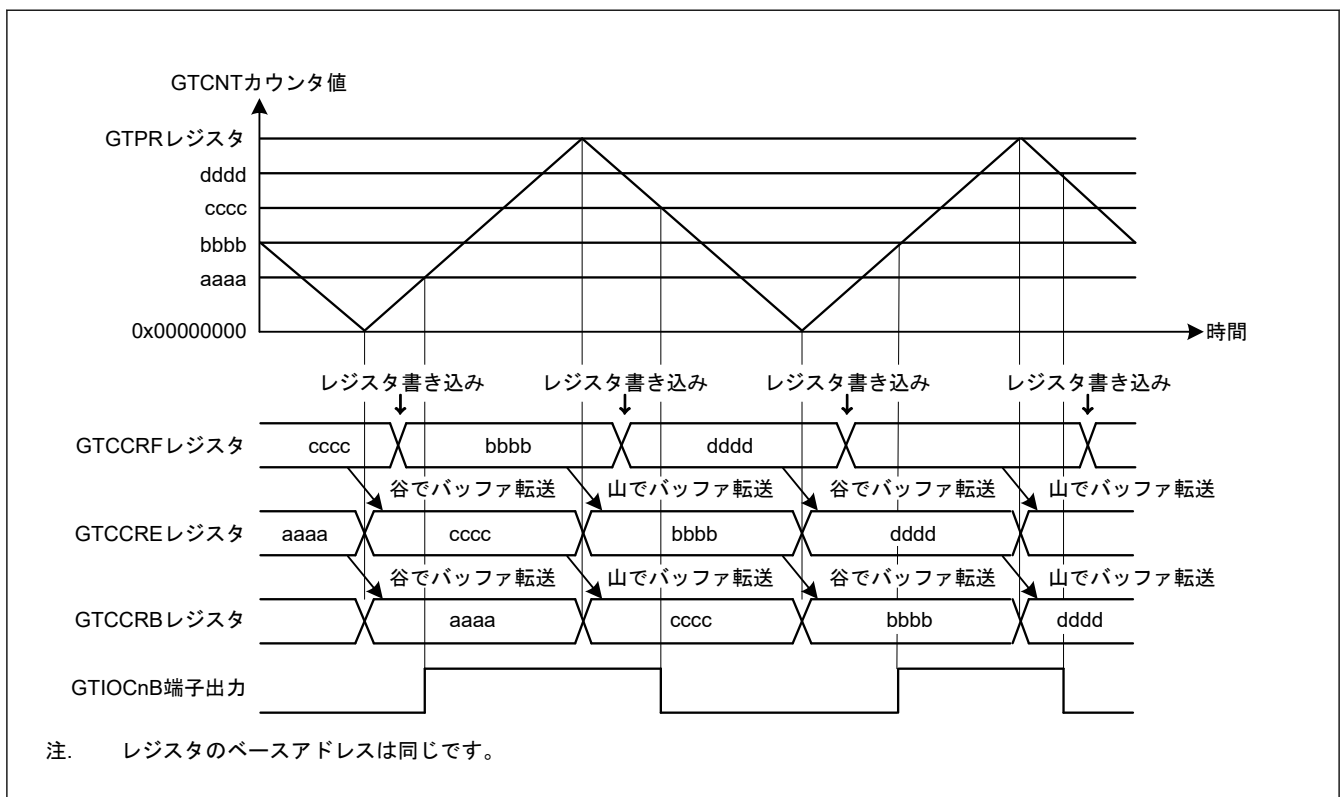 GTCNTカウンタ値
GTPRレジスタ
dddd
cccc
bbbb
aaaa
0x00000000
時間
レジスタ書き込み レジスタ書き込み レジスタ書き込み レジスタ書き込み
GTCCRFレジスタ cccc bbbb dddd
谷でバッファ転送 山でバッファ転送 谷でバッファ転送 山でバッファ転送
GTCCREレジスタ aaaa cccc bbbb dddd
谷でバッファ転送 山でバッファ転送 谷でバッファ転送 山でバッファ転送
GTCCRBレジスタ aaaa cccc bbbb dddd
GTIOCnB端子出力
注. レジスタのベースアドレスは同じです。